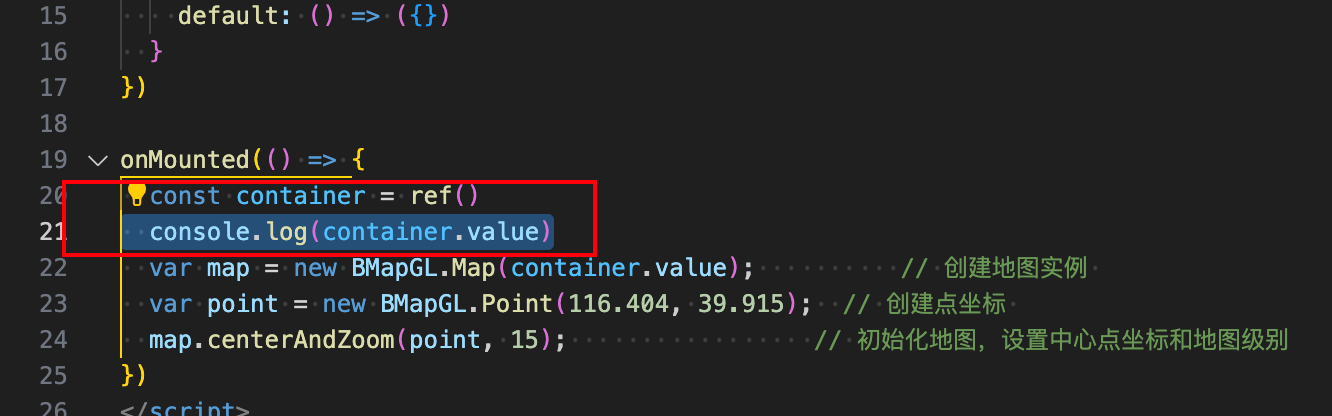 15 default: () => ({})
16 }
17 })
18
19 onMounted(() => {
20 const container = ref()
21 console.log(container.value)
22 var map = new BMapGL.Map(container.value); // 创建地图实例
23 var point = new BMapGL.Point(116.404, 39.915); // 创建点坐标
24 map.centerAndZoom(point, 15); // 初始化地图，设置中心点坐标和地图级别
25 })
26 </script>